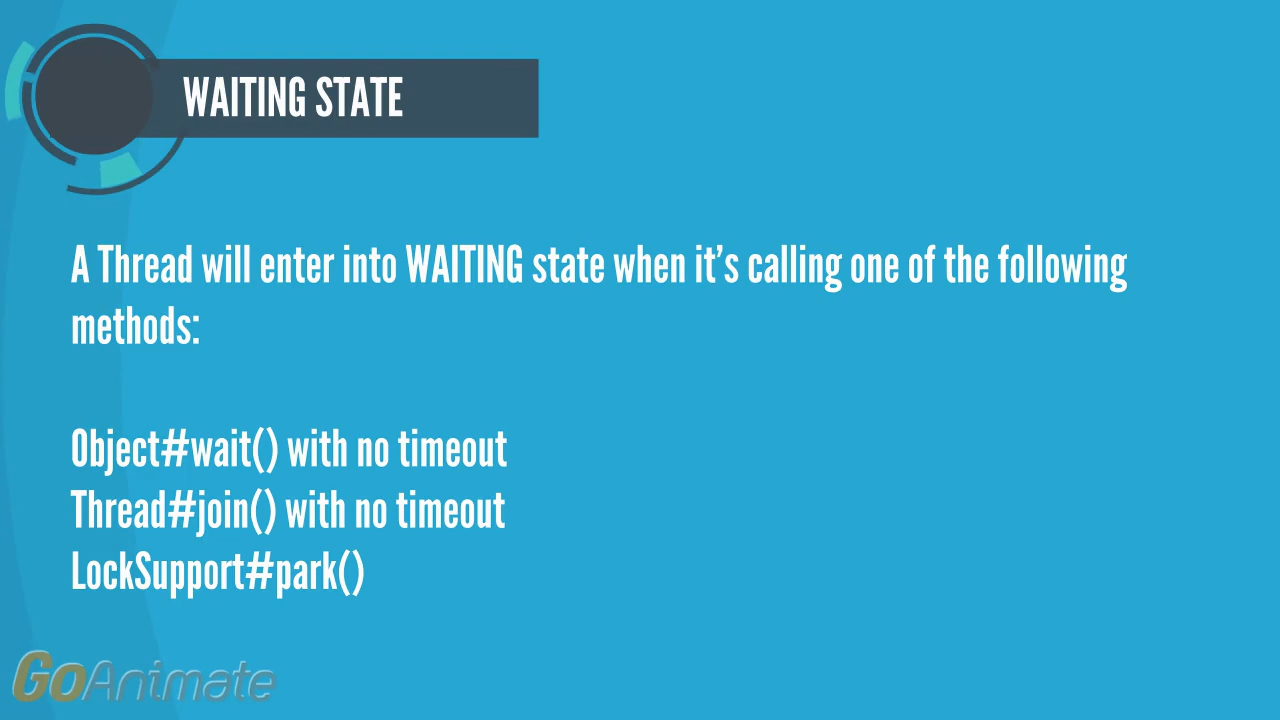 WAITING STATE
A Thread will enter into WAITING state when it's calling one of the following
methods:
Object#wait() with no timeout
Thread#join() with no timeout
LockSupport#park()
GoAnimate